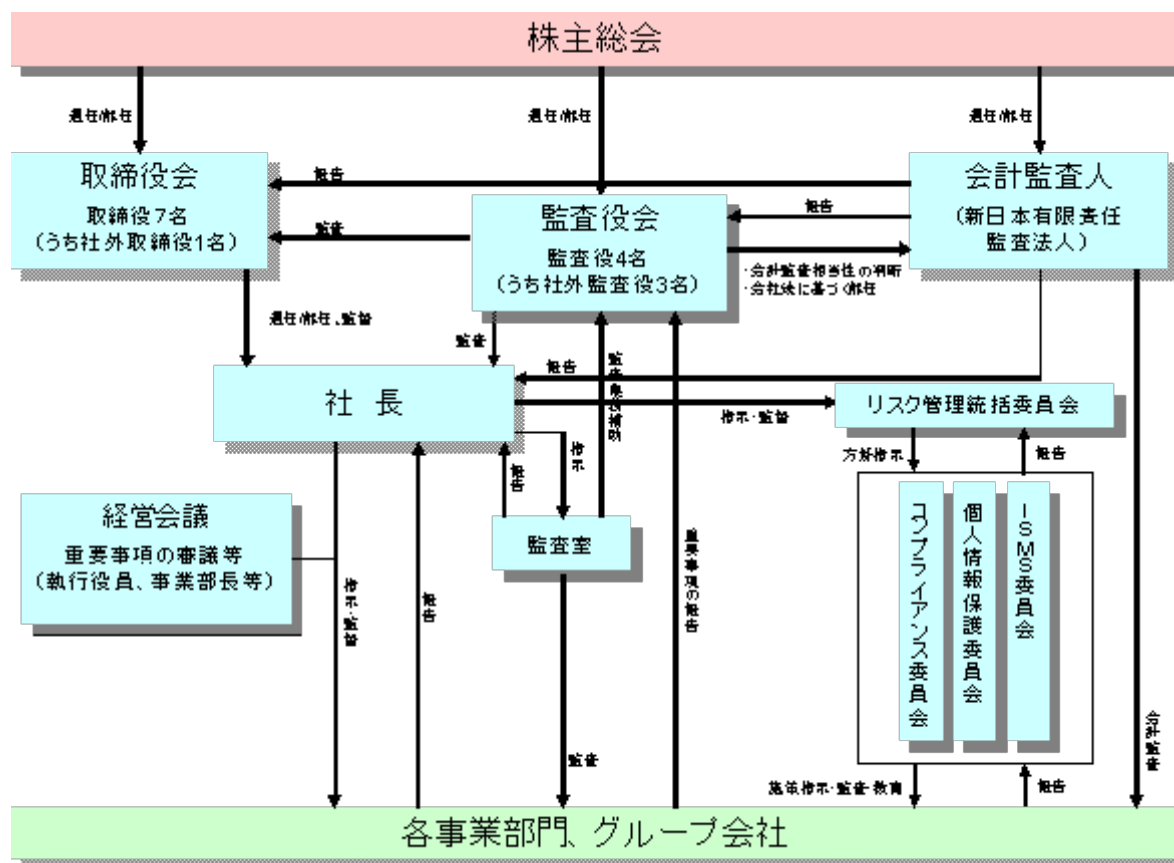 株主総会
選任/解任
選任/解任
選任/解任
取締役会
取締役7名
(うち社外取締役1名)
報告
監査
監査役会
監査役4名
(うち社外監査役3名)
報告
会計監査人
(新日本有限責任
監査法人)
・会計監査相当性の判断
・会社法に基づく解任
選任/解任、監督
監査
報告
社 長
指示・監督
リスク管理統括委員会
方針指示
報告
指示
報告
監査・業務補助
経営会議
重要事項の審議等
(執行役員、事業部長等)
監査室
指示・監督
報告
重要事項の報告
コンプライアンス委員会
個人情報保護委員会
ISMS委員会
会計監査
監査
施策指示・監査・教育
報告
各事業部門、グループ会社